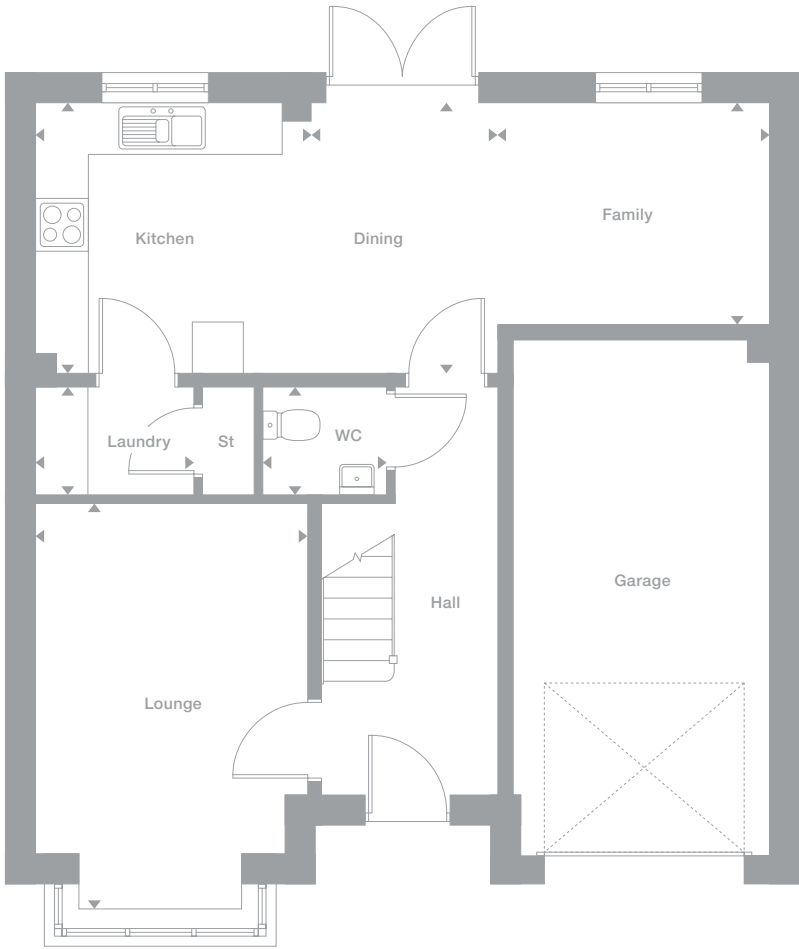 Family
Kitchen
Dining
Laundry
St
WC
Garage
Hall
Lounge